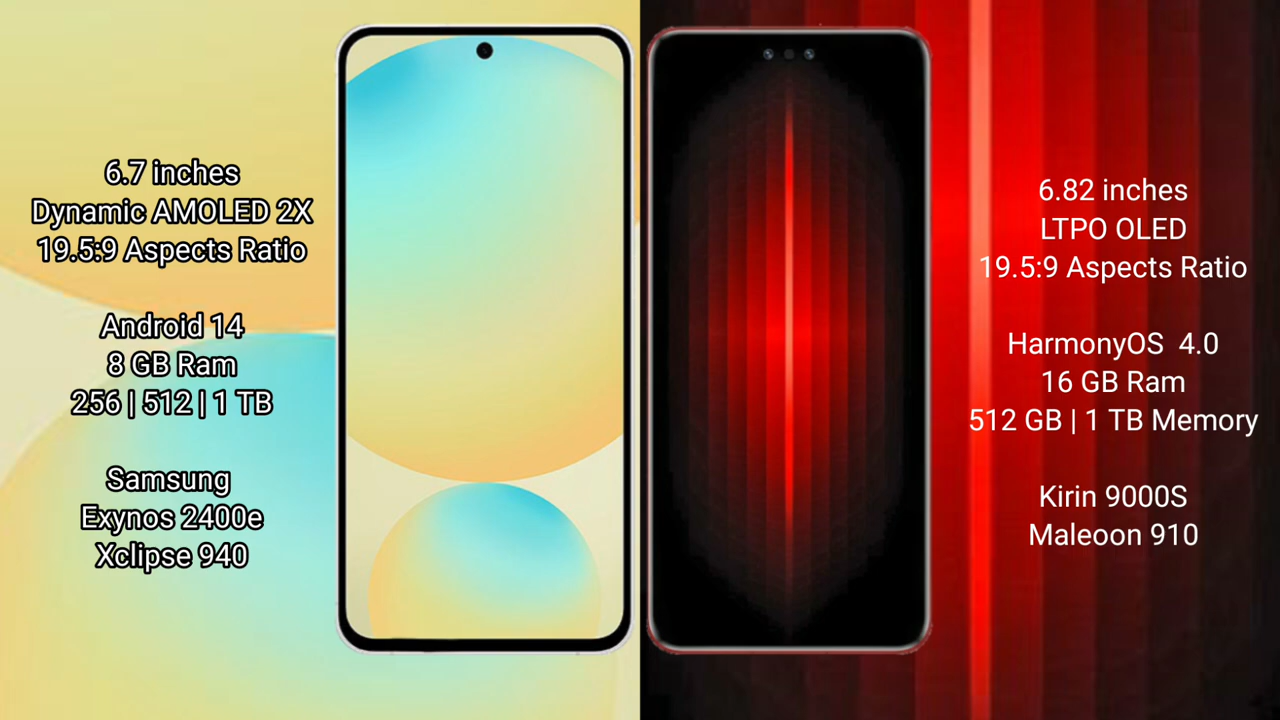 6.7 inches
Dynamic AMOLED 2X
19.5:9 Aspects Ratio
Android 14
8 GB Ram
256 | 512 | 1 TB
Samsung
Exynos 2400e
Xclipse 940
6.82 inches
LTPO OLED
19.5:9 Aspects Ratio
HarmonyOS  4.0
16 GB Ram
512 GB | 1 TB Memory
Kirin 9000S
Maleoon 910